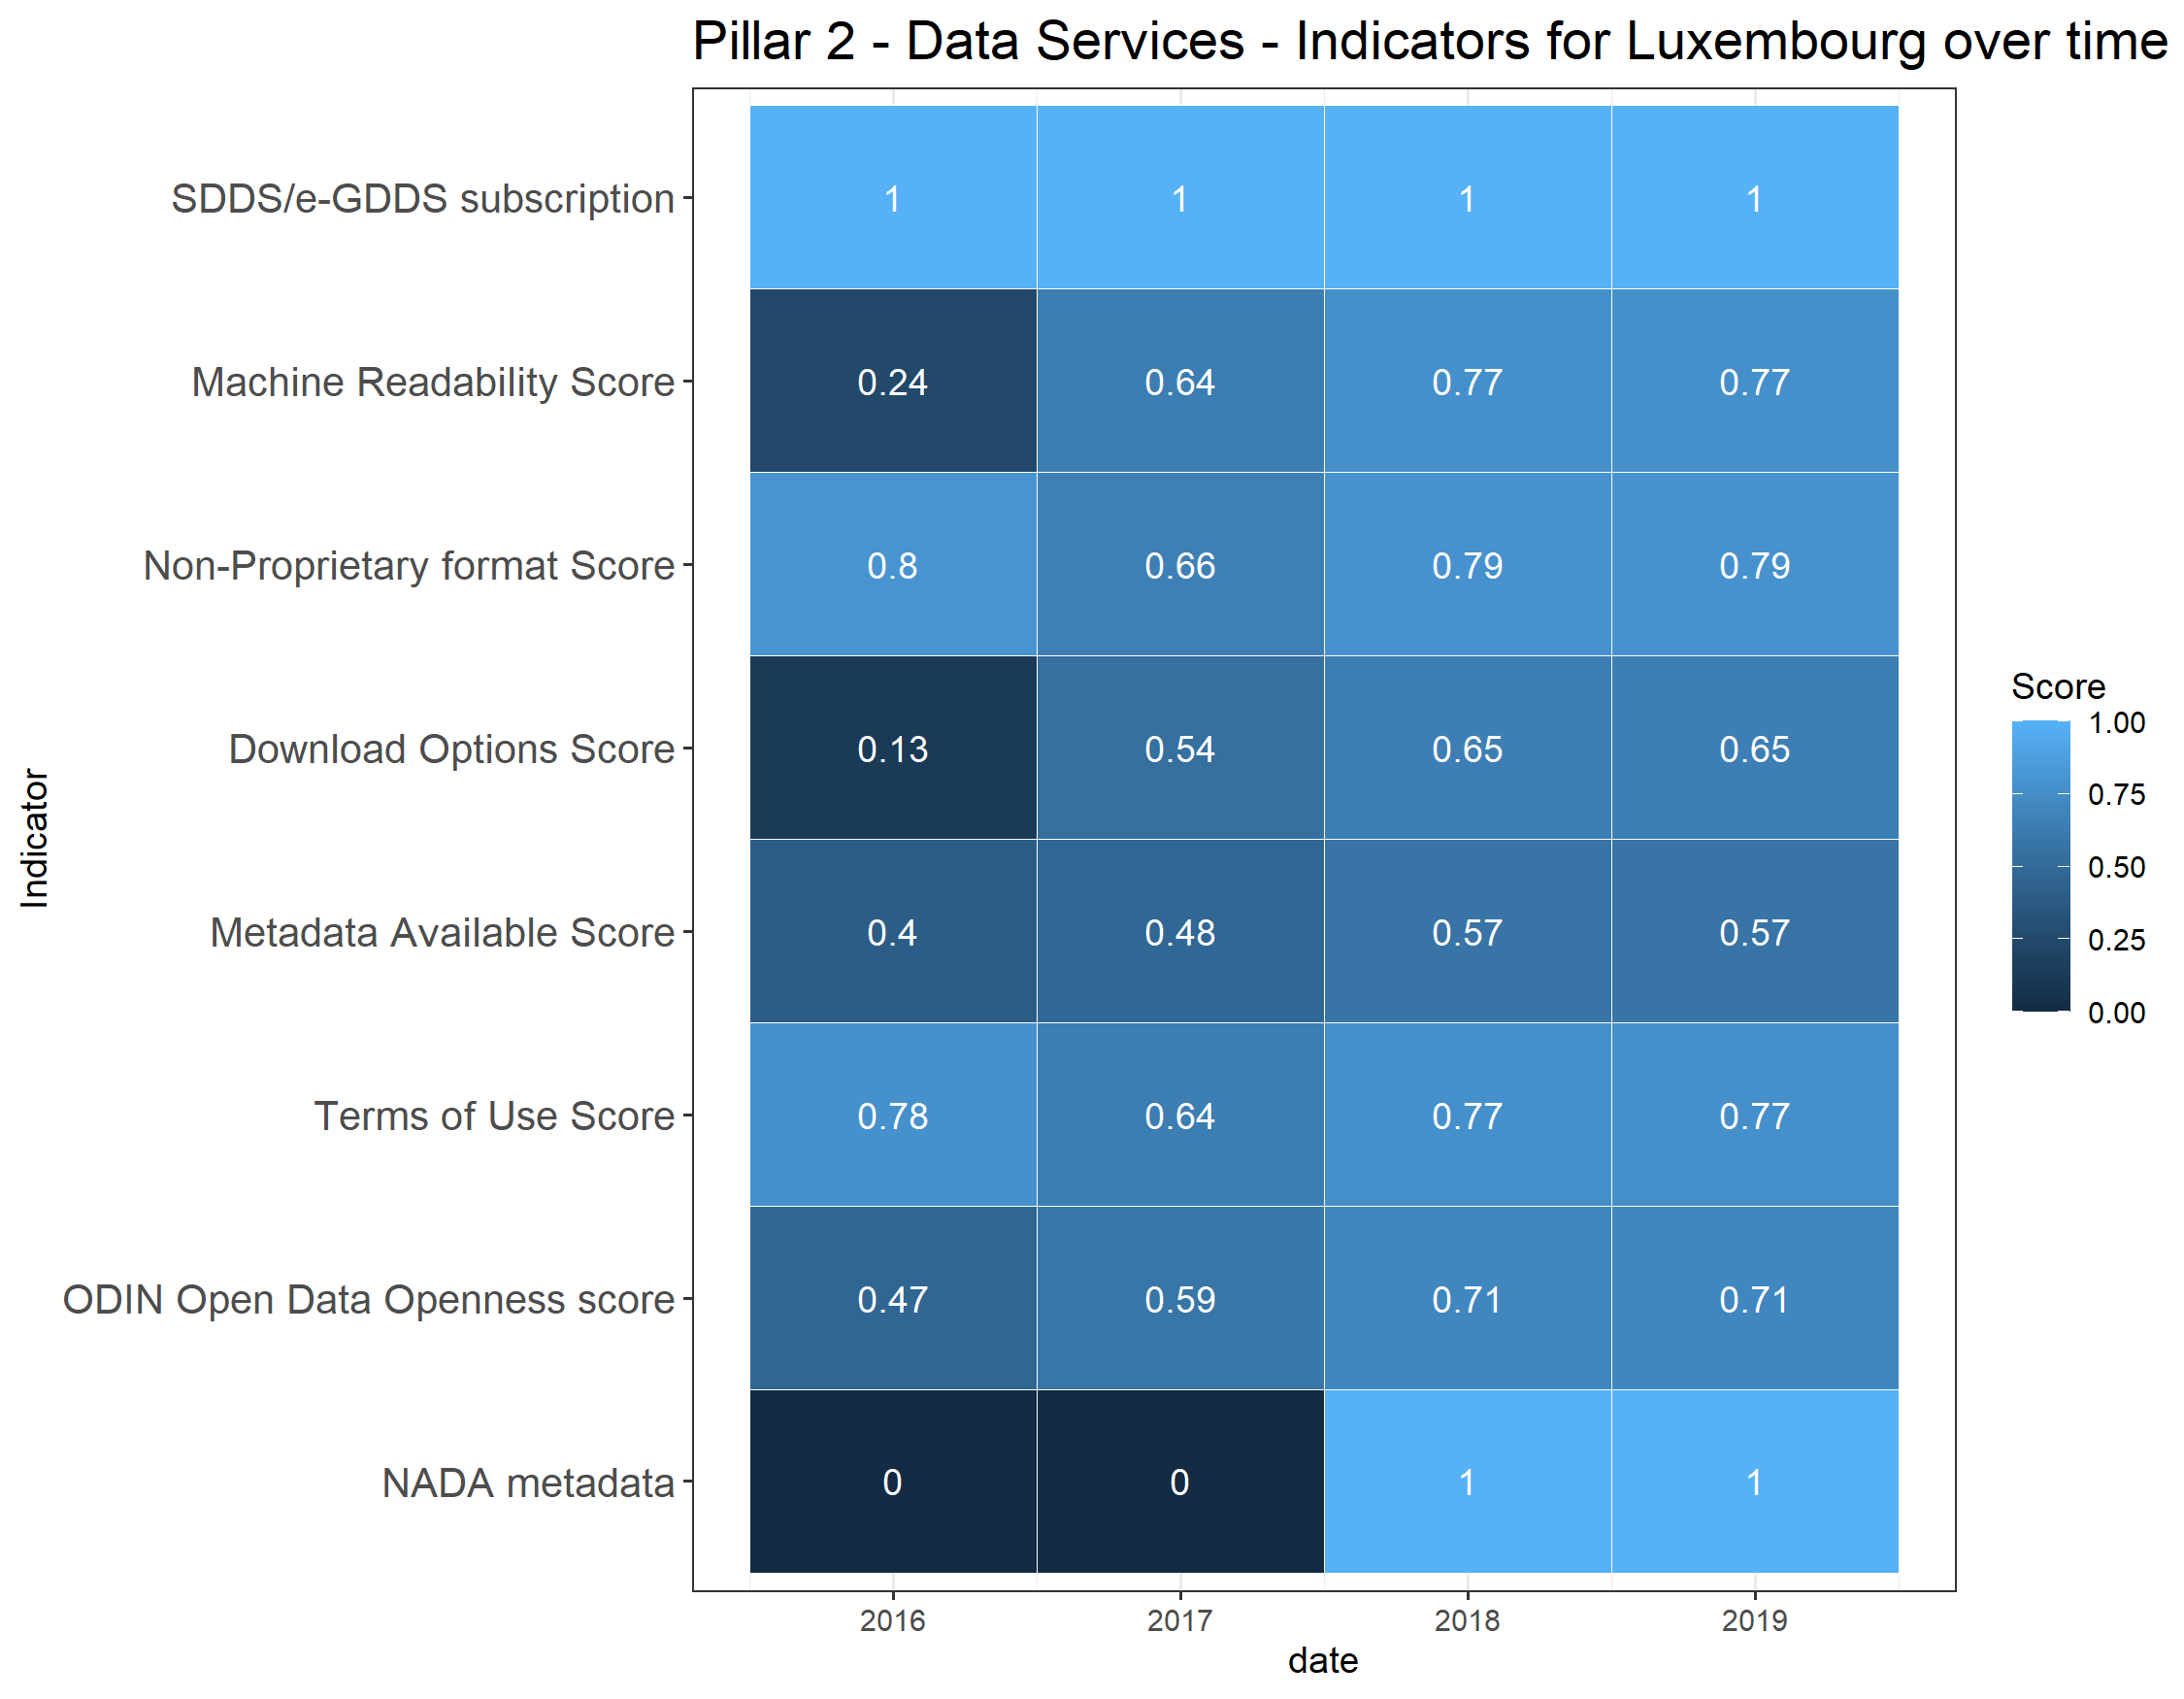 Pillar 2 - Data Services - Indicators for Luxembourg over time
SDDS/e-GDDS subscription 1 1 1 1
Machine Readability Score 0.24 0.64 0.77 0.77
Non-Proprietary format Score 0.8 0.66 0.79 0.79
Download Options Score 0.13 0.54 0.65 0.65
Metadata Available Score 0.4 0.48 0.57 0.57
Terms of Use Score 0.78 0.64 0.77 0.77
ODIN Open Data Openness score 0.47 0.59 0.71 0.71
NADA metadata 0 0 1 1
2016 2017 2018 2019
date
Indicator
Score
1.00
0.75
0.50
0.25
0.00